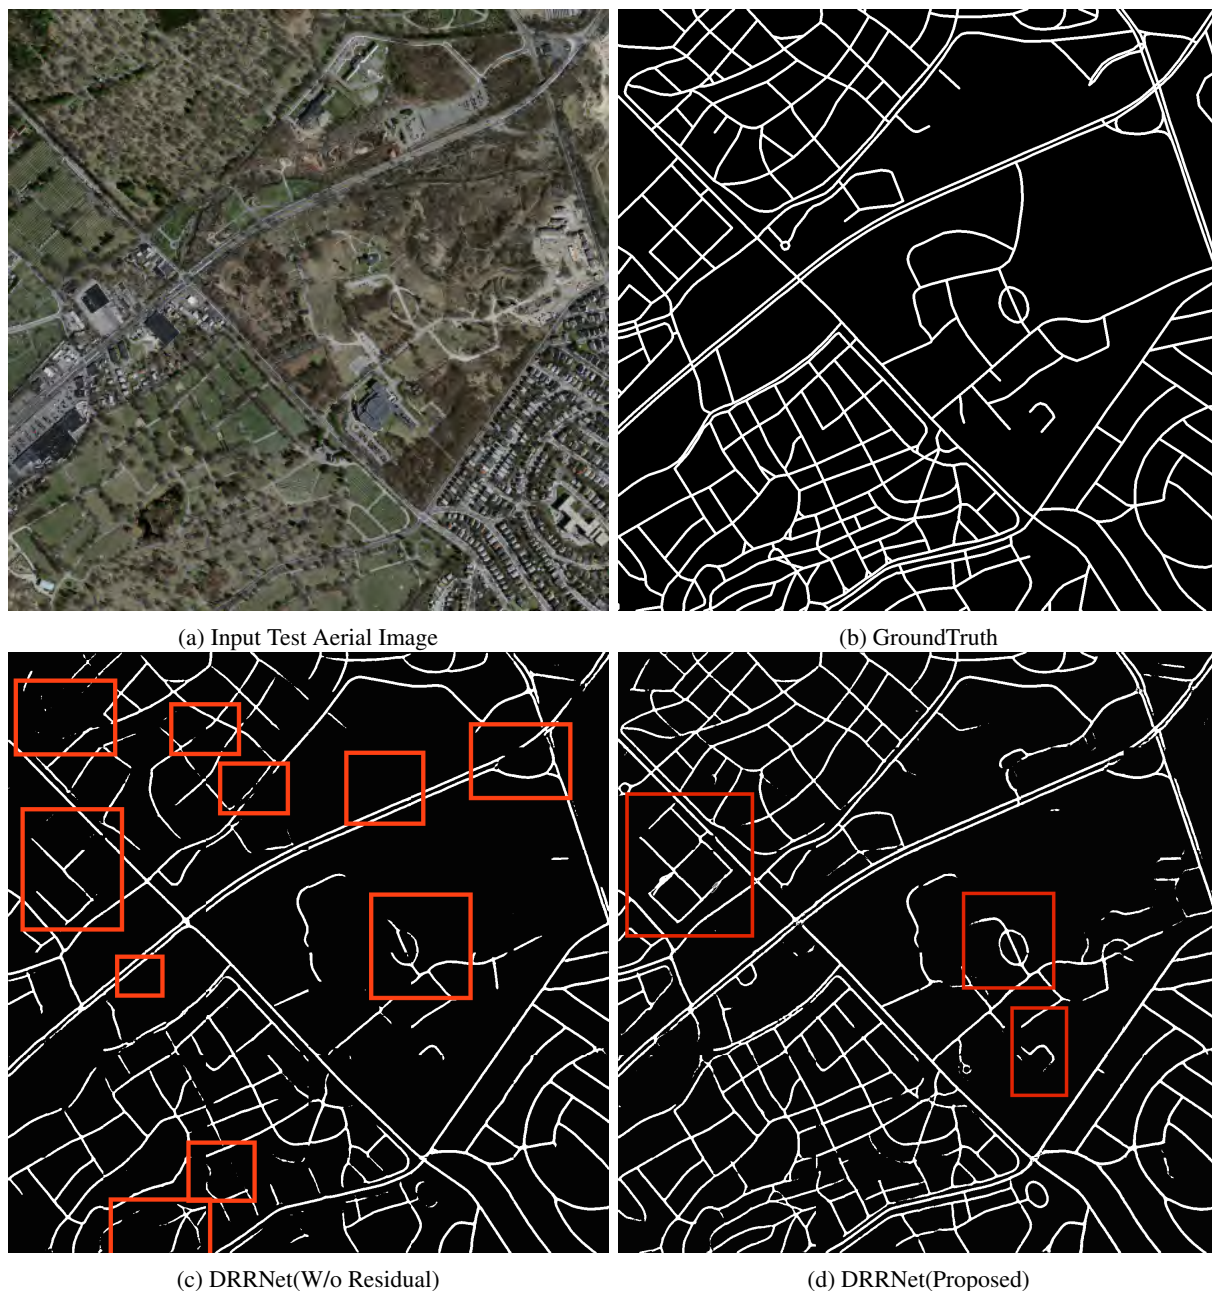 (a) Input Test Aerial Image
(b) GroundTruth
(c) DRRNet(W/o Residual)
(d) DRRNet(Proposed)